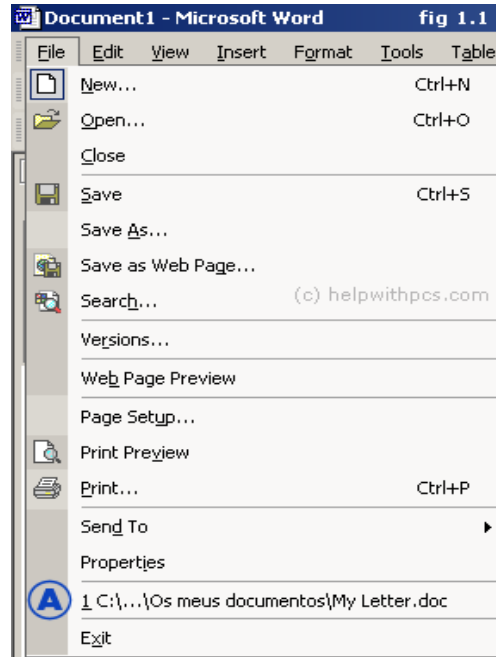 Document1 - Microsoft Word fig 1.1
File Edit View Insert Format Tools Table
New... Ctrl+N
Open... Ctrl+O
Close
Save Ctrl+S
Save As...
Save as Web Page...
Search... (c) helpwithpcs.com
Versions...
Web Page Preview
Page Setup...
Print Preview
Print... Ctrl+P
Send To
Properties
A 1 C:\...\Os meus documentos\My Letter.doc
Exit